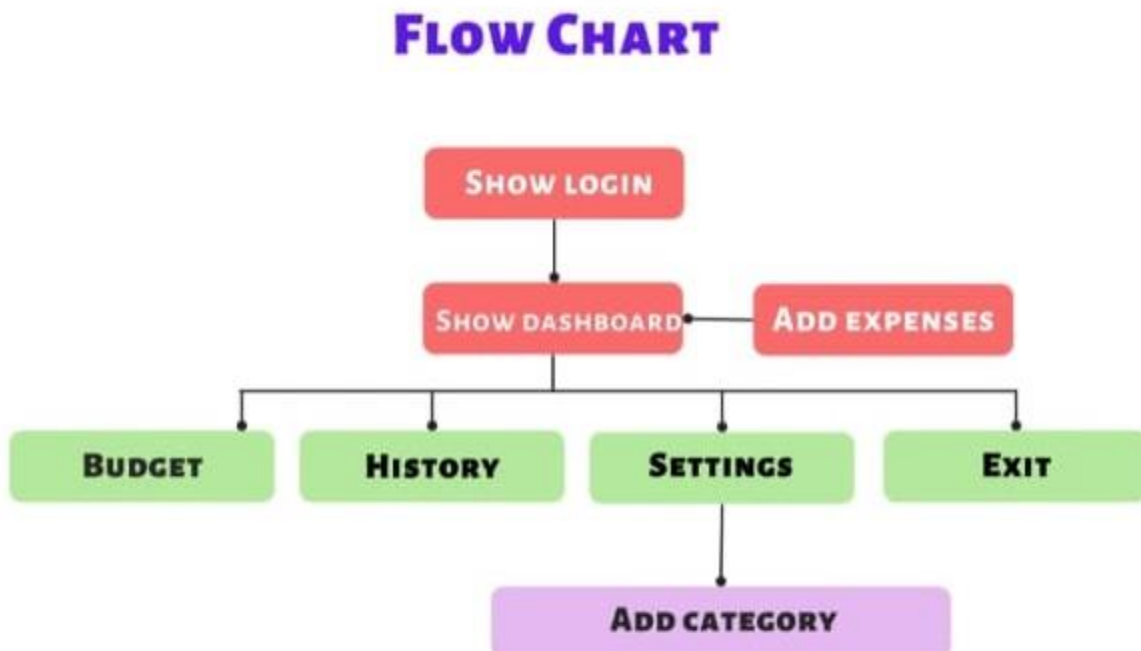 FLOW CHART
SHOW LOGIN
SHOW DASHBOARD
ADD EXPENSES
BUDGET
HISTORY
SETTINGS
EXIT
ADD CATEGORY